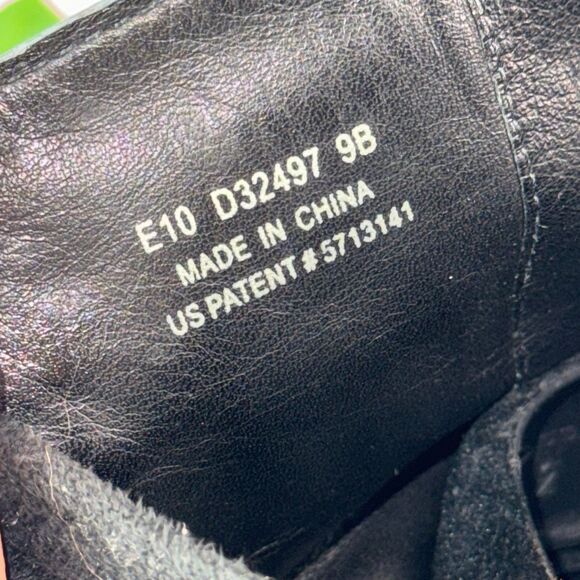 E10 D32497 9B
MADE IN CHINA
US PATENT # 5713141